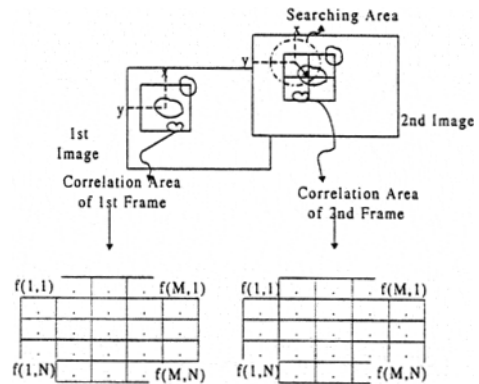 Searching Area
x
y
x
y
1st
Image
2nd Image
Correlation Area
of 1st Frame
Correlation Area
of 2nd Frame
f(1,1) f(M,1)
f(1,N) f(M,N)
f(1,1) f(M,1)
f(1,N) f(M,N)